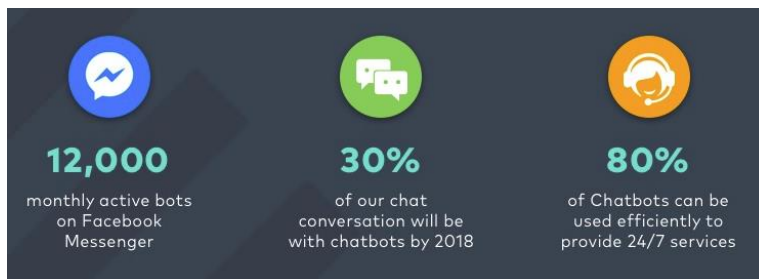 12,000
monthly active bots
on Facebook
Messenger
30%
of our chat
conversation will be
with chatbots by 2018
80%
of Chatbots can be
used efficiently to
provide 24/7 services